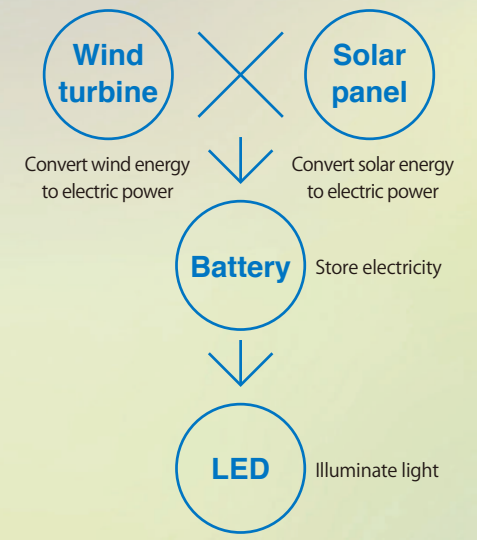 Wind
turbine
Solar
panel
Convert wind energy
to electric power
Convert solar energy
to electric power
Battery
Store electricity
LED
Illuminate light